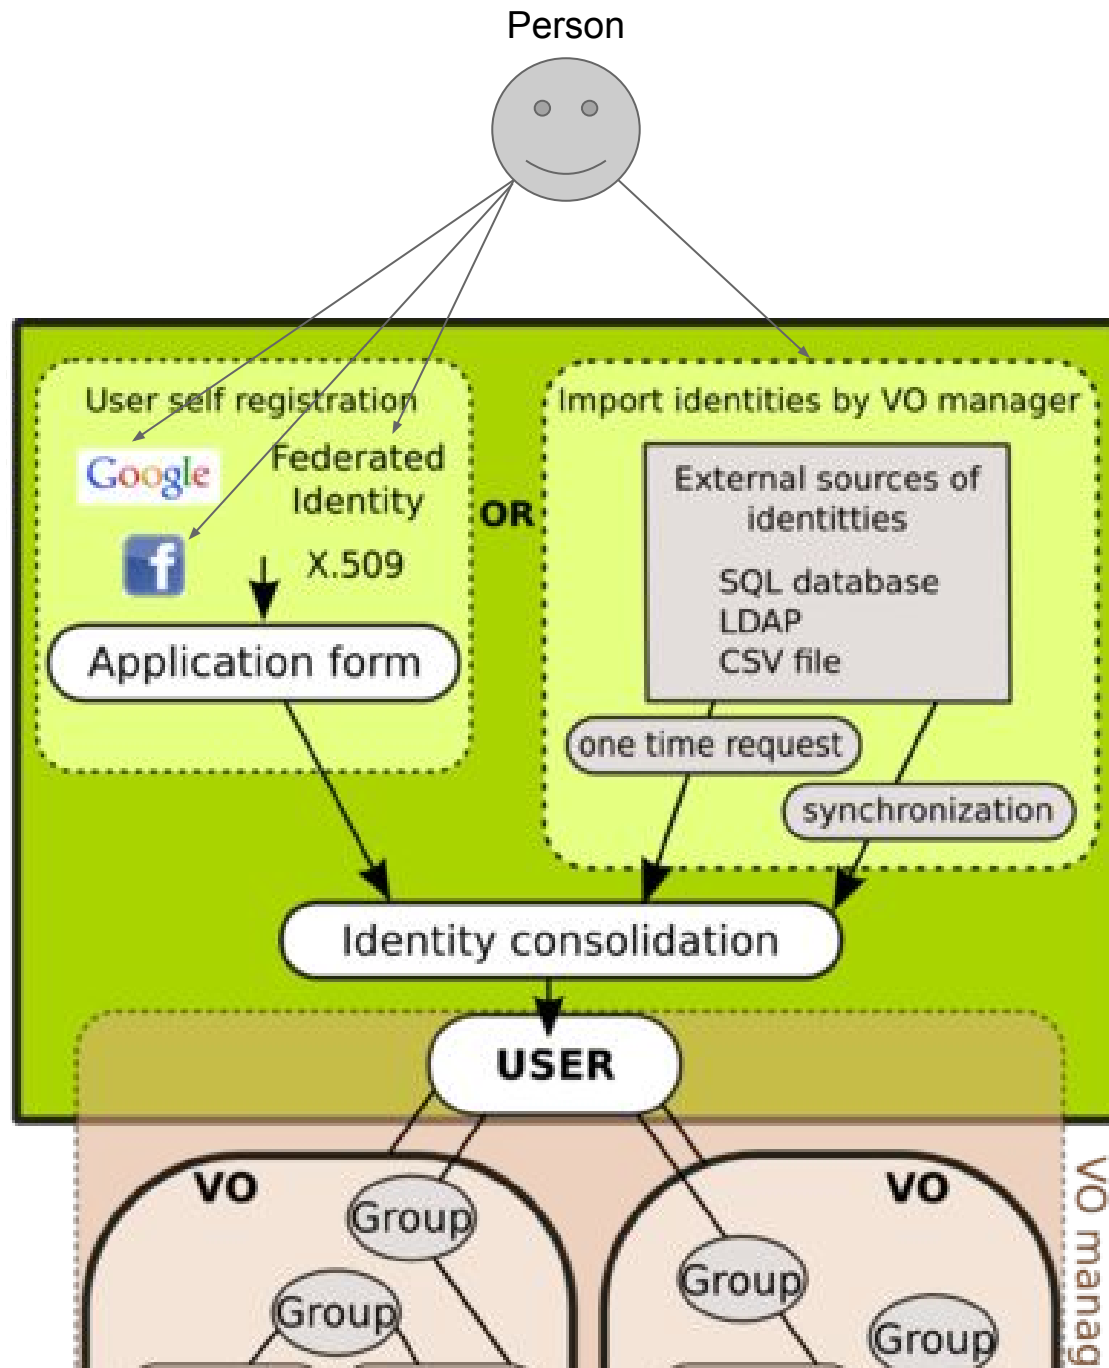 Person
User self registration
Google
Federated
Identity
f
X.509
Application form
OR
Import identities by VO manager
External sources of
identitties
SQL database
LDAP
CSV file
one time request
synchronization
Identity consolidation
USER
VO
Group
Group
VO
Group
Group
VO manag